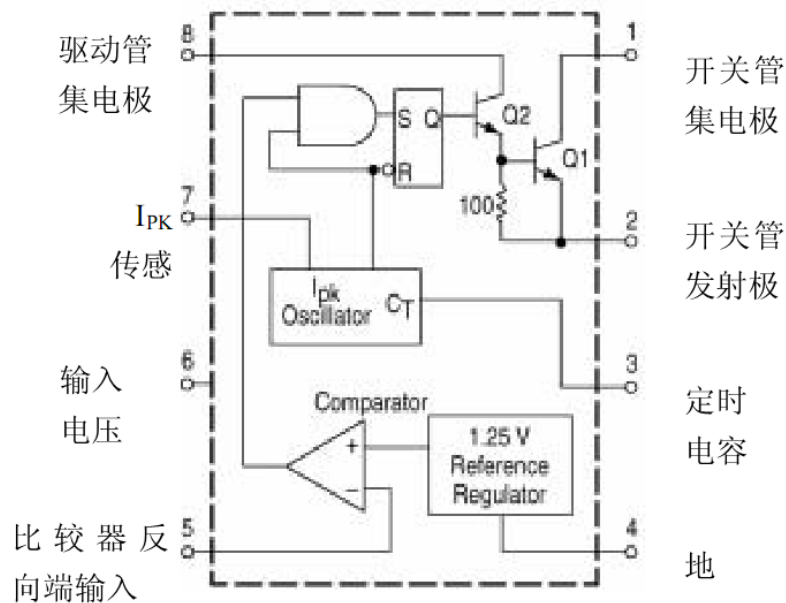 8
驱动管
集电极
1
开关管
集电极
S Q
R
Q2
Q1
100
7
I_PK
传感
2
开关管
发射极
Ipk
Oscillator
CT
6
输入
电压
3
定时
电容
Comparator
+
−
1.25 V
Reference
Regulator
5
比较器反
向端输入
4
地